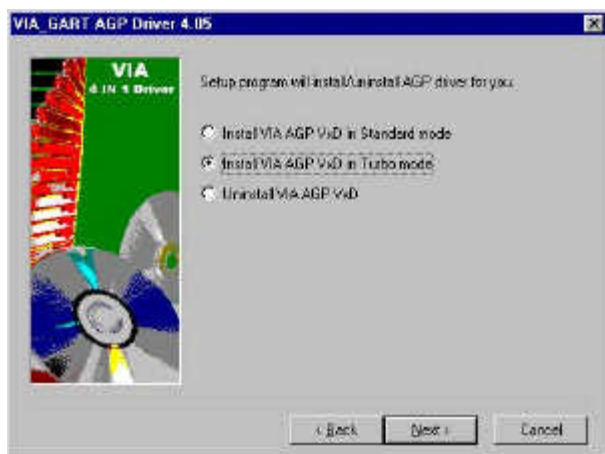 VIA_GART AGP Driver 4.05
VIA
4 IN 1 Driver
Setup program will install/uninstall AGP driver for you:
Install VIA AGP VxD in Standard mode
Install VIA AGP VxD in Turbo mode
Uninstall VIA AGP VxD
< Back
Next >
Cancel